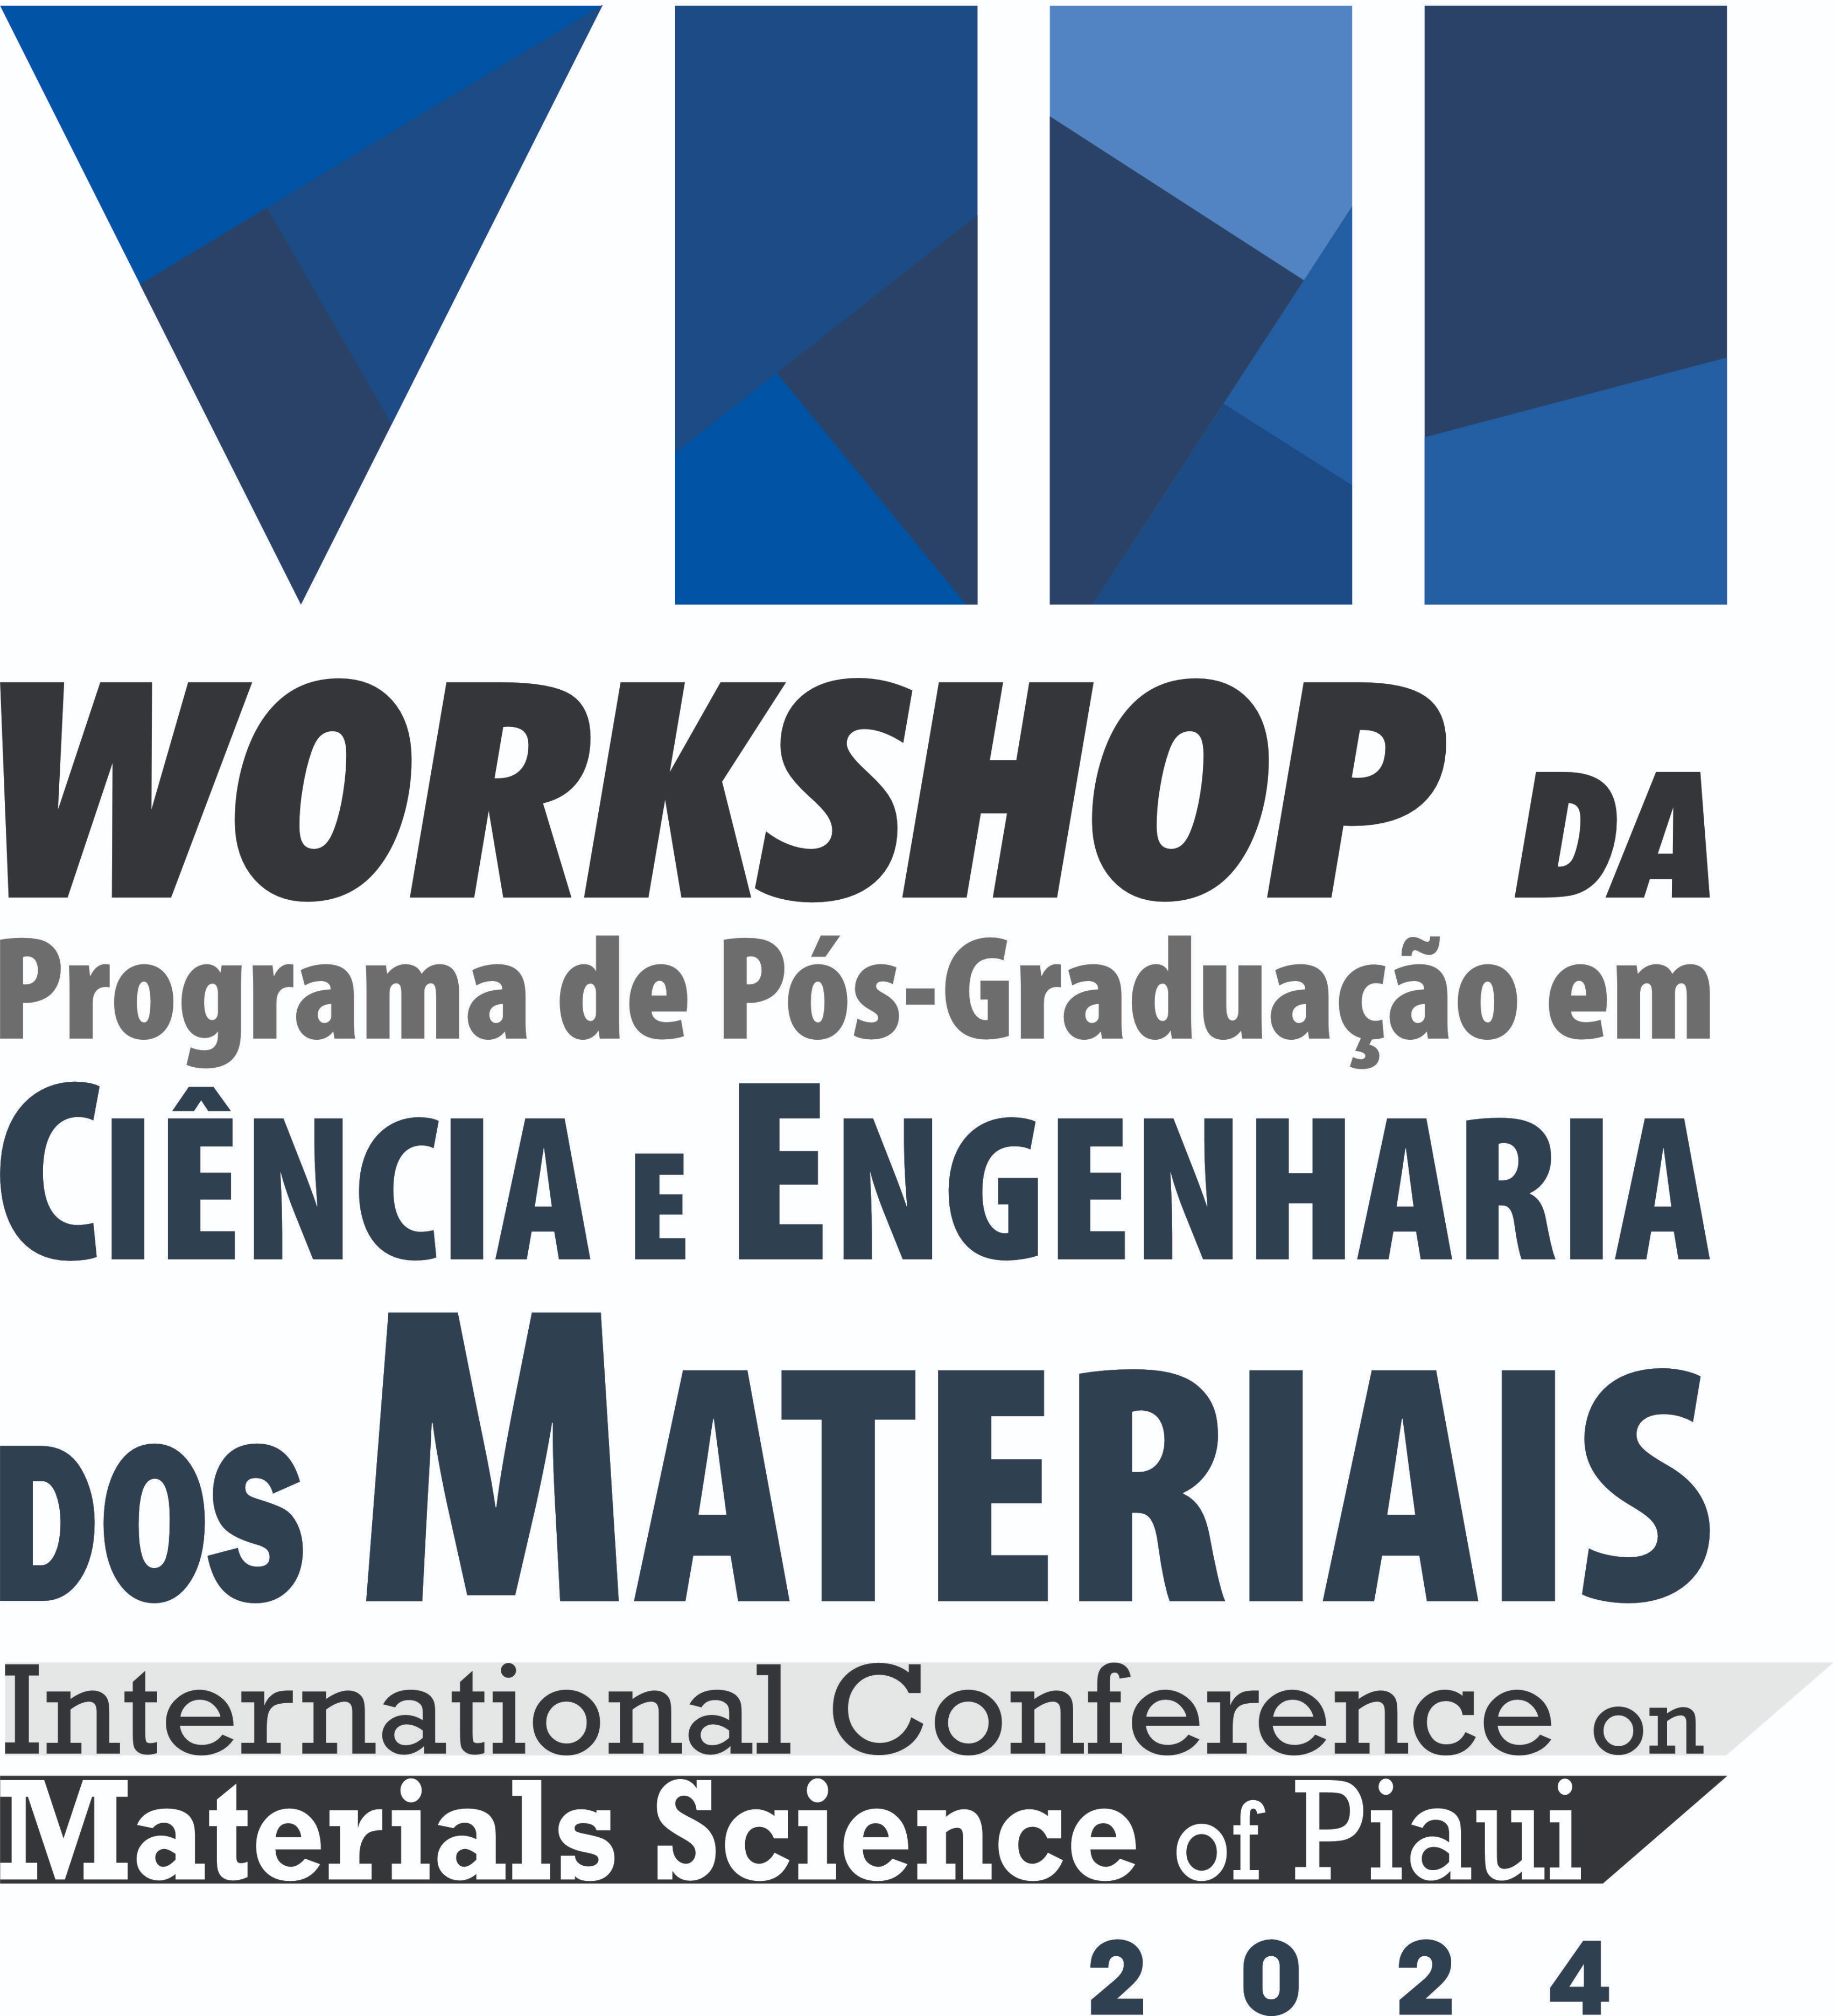 VIII
WORKSHOP DA
Programa de Pós-Graduação em
CIÊNCIA E ENGENHARIA
DOS MATERIAIS
International Conference on
Materials Science of Piaui
2024